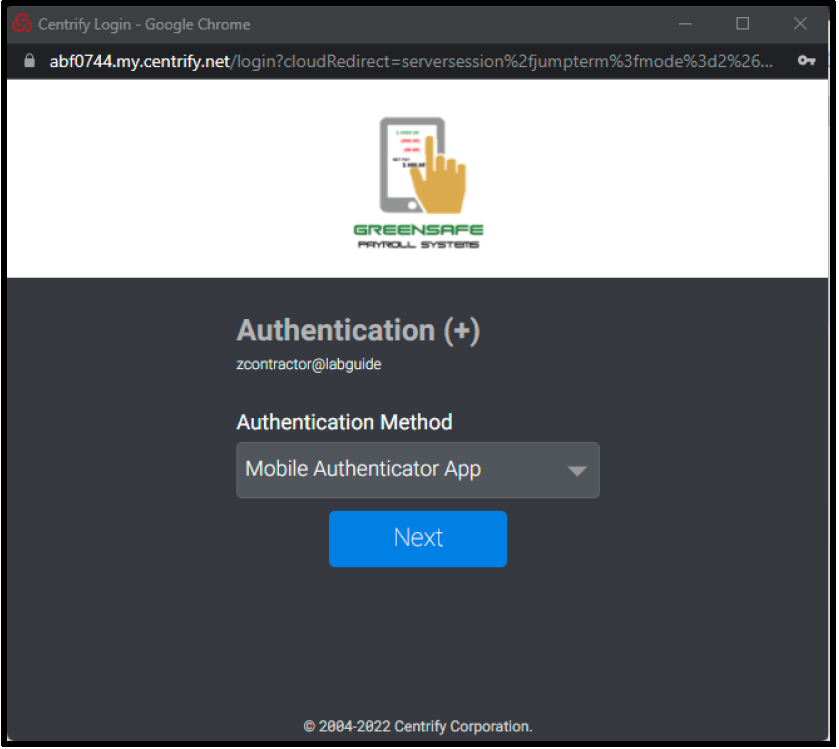 Centrify Login - Google Chrome
abf0744.my.centrify.net/login?cloudRedirect=serversession%2fjumpterm%3fmode%3d2%26...
GREENSAFE
PAYROLL SYSTEMS
Authentication (+)
zcontractor@labguide
Authentication Method
Mobile Authenticator App
Next
© 2004-2022 Centrify Corporation.